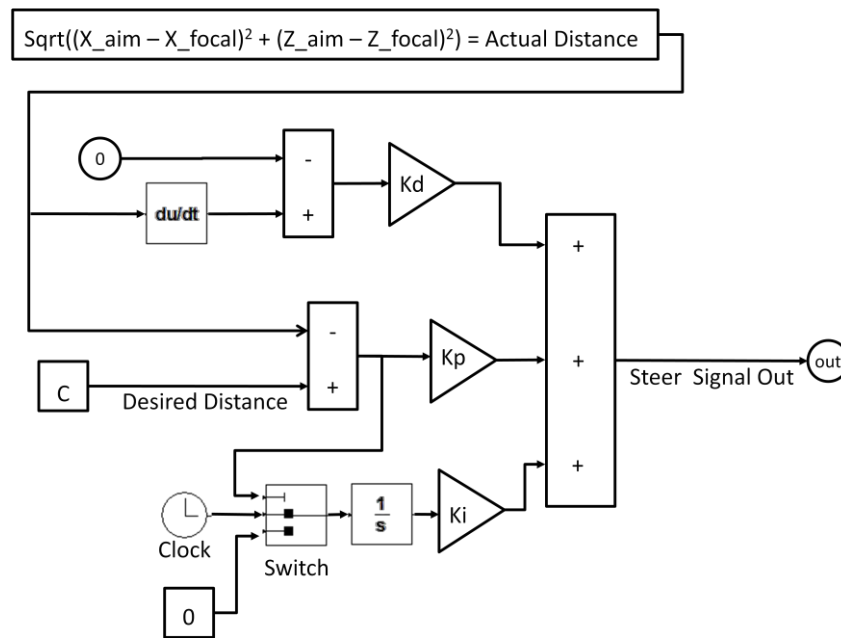 Sqrt((X_aim – X_focal)² + (Z_aim – Z_focal)²) = Actual Distance
0
-
Kd
du/dt
+
+
-
Kp
+
out
C
Desired Distance
+
Steer Signal Out
+
1
s
Ki
Clock
Switch
0